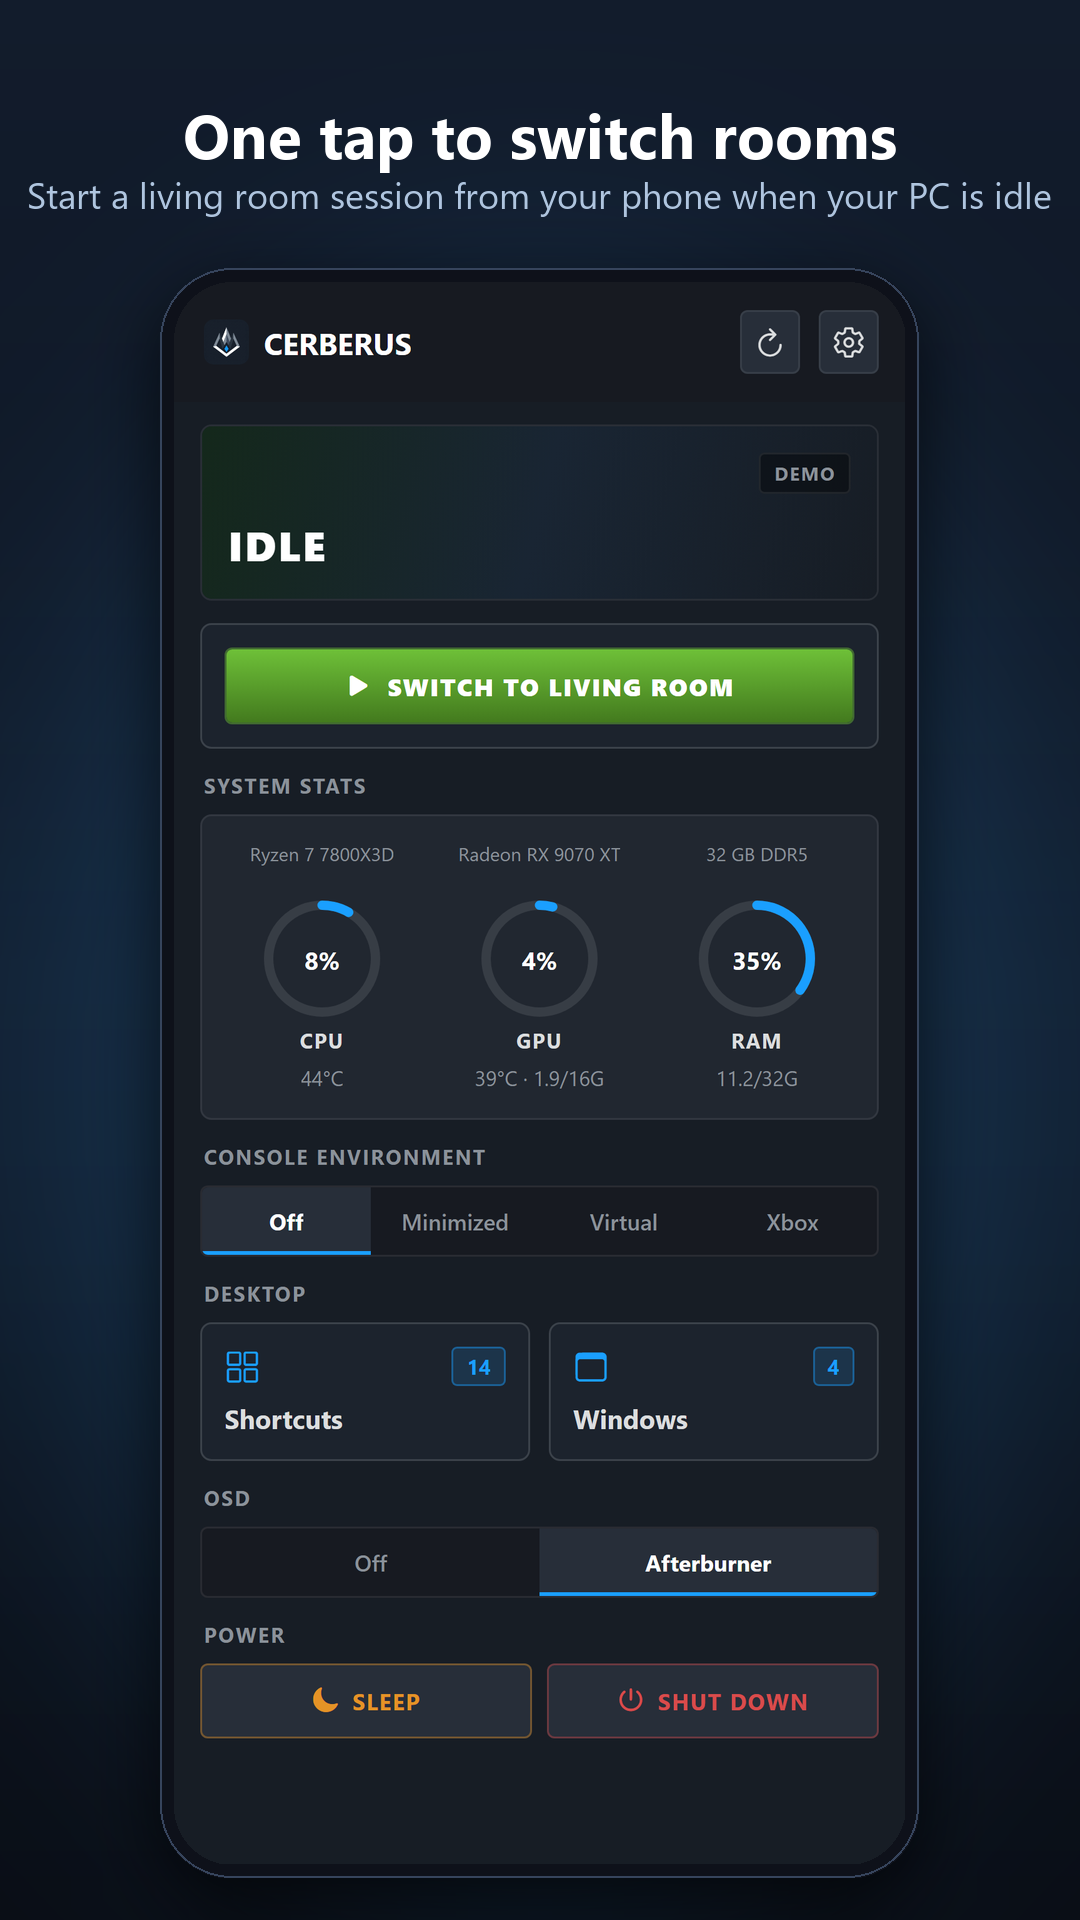 One tap to switch rooms
Start a living room session from your phone when your PC is idle
CERBERUS
DEMO
IDLE
SWITCH TO LIVING ROOM
SYSTEM STATS
Ryzen 7 7800X3D Radeon RX 9070 XT 32 GB DDR5
8% 4% 35%
CPU GPU RAM
44°C 39°C · 1.9/16G 11.2/32G
CONSOLE ENVIRONMENT
Off Minimized Virtual Xbox
DESKTOP
14 4
Shortcuts Windows
OSD
Off Afterburner
POWER
SLEEP SHUT DOWN